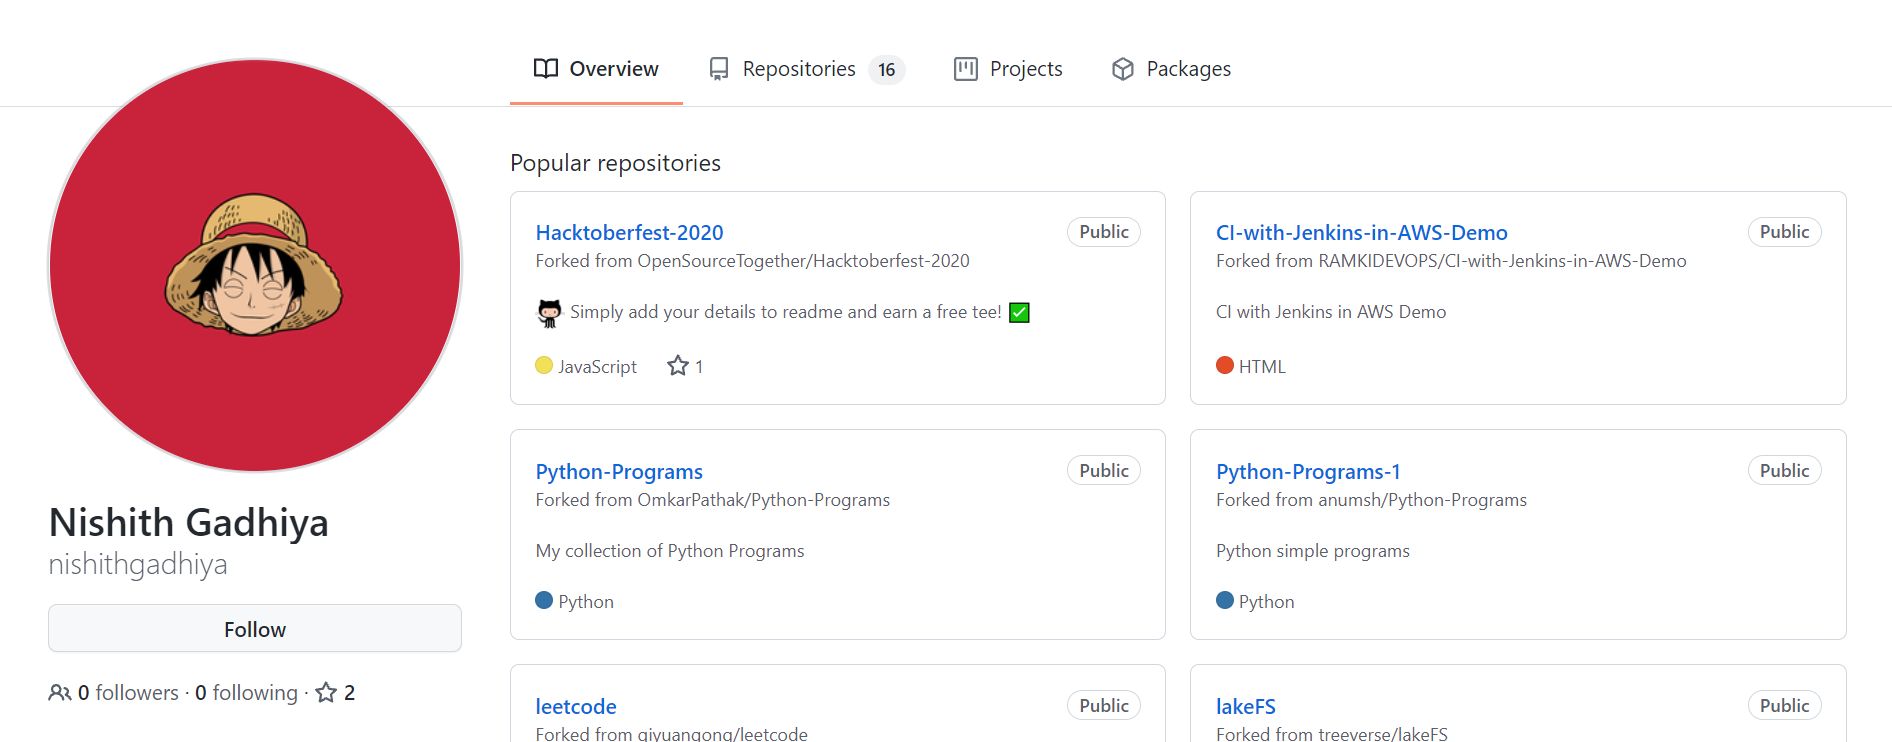 Overview Repositories 16 Projects Packages
Nishith Gadhiya
nishithgadhiya
Follow
0 followers · 0 following · 2
Popular repositories
Hacktoberfest-2020 Public
Forked from OpenSourceTogether/Hacktoberfest-2020
Simply add your details to readme and earn a free tee! ✅
JavaScript 1
CI-with-Jenkins-in-AWS-Demo Public
Forked from RAMKIDEVOPS/CI-with-Jenkins-in-AWS-Demo
CI with Jenkins in AWS Demo
HTML
Python-Programs Public
Forked from OmkarPathak/Python-Programs
My collection of Python Programs
Python
Python-Programs-1 Public
Forked from anumsh/Python-Programs
Python simple programs
Python
leetcode Public
Forked from qiyuangong/leetcode
lakeFS Public
Forked from treeverse/lakeFS